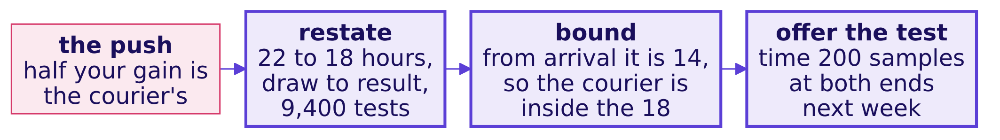 the push
half your gain is
the courier's
restate
22 to 18 hours,
draw to result,
9,400 tests
bound
from arrival it is 14,
so the courier is
inside the 18
offer the test
time 200 samples
at both ends
next week